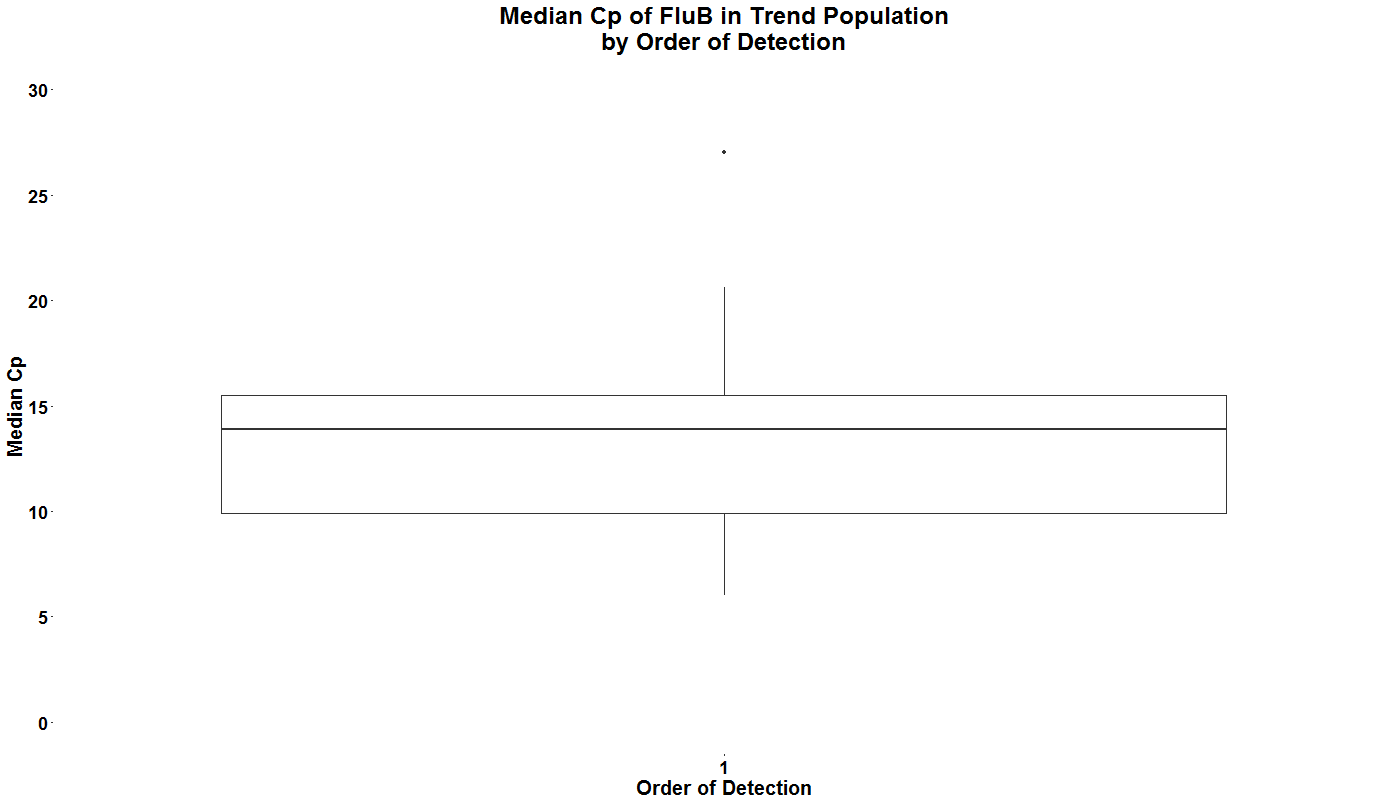 Median Cp of FluB in Trend Population
by Order of Detection
30
25
20
15
10
5
0
Median Cp
1
Order of Detection